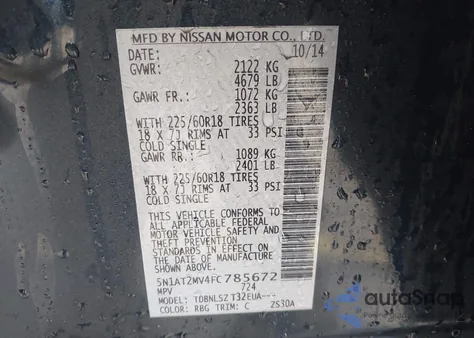 MFD BY NISSAN MOTOR CO., LTD.
DATE: 10/14
GVWR: 2122 KG
4679 LB
GAWR FR.: 1072 KG
2363 LB
WITH 225/60R18 TIRES
18 X 7J RIMS AT 33 PSI
COLD SINGLE
GAWR RR.: 1089 KG
2401 LB
WITH 225/60R18 TIRES
18 X 7J RIMS AT 33 PSI
COLD SINGLE
THIS VEHICLE CONFORMS TO
ALL APPLICABLE FEDERAL
MOTOR VEHICLE SAFETY AND
THEFT PREVENTION
STANDARDS IN EFFECT ON
THE DATE OF MANUFACTURE
SHOWN ABOVE.
5N1AT2MV4FC785672
MPV 724
MODEL: TDBNLSZ T32EUA---
COLOR: RBG TRIM: C 2S30A
autosnap